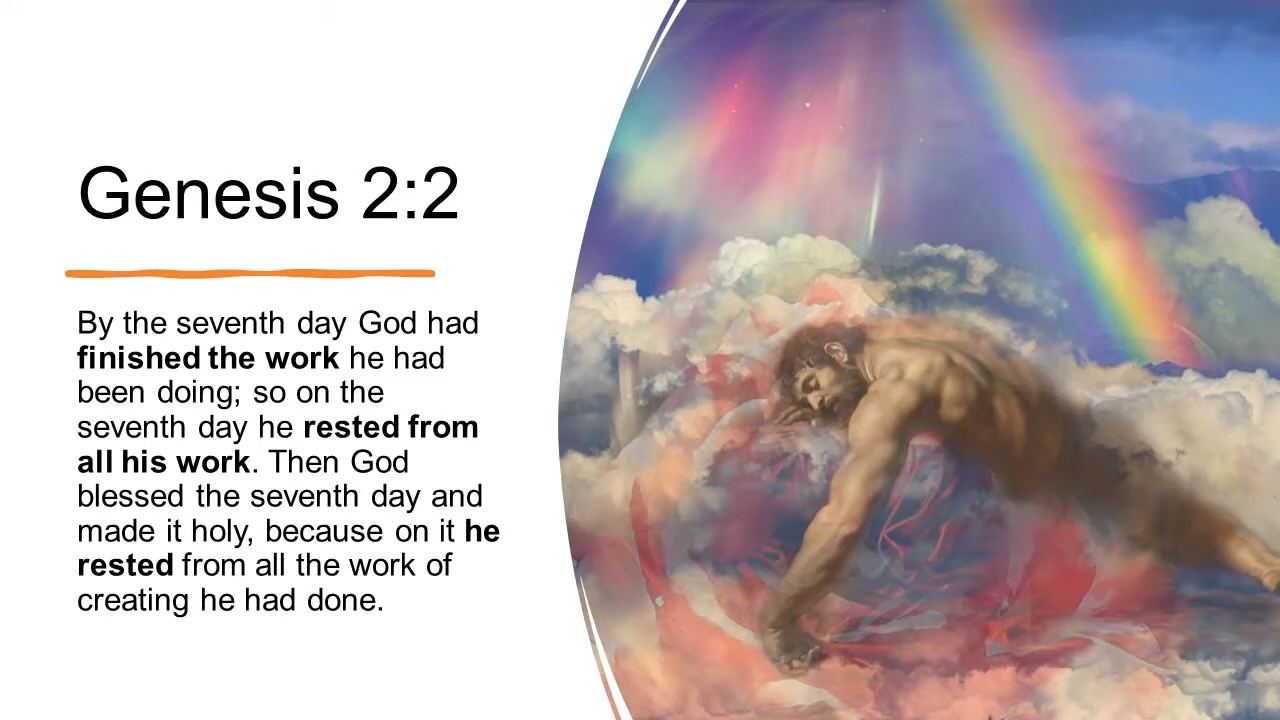 Genesis 2:2
By the seventh day God had
finished the work he had
been doing; so on the
seventh day he rested from
all his work. Then God
blessed the seventh day and
made it holy, because on it he
rested from all the work of
creating he had done.